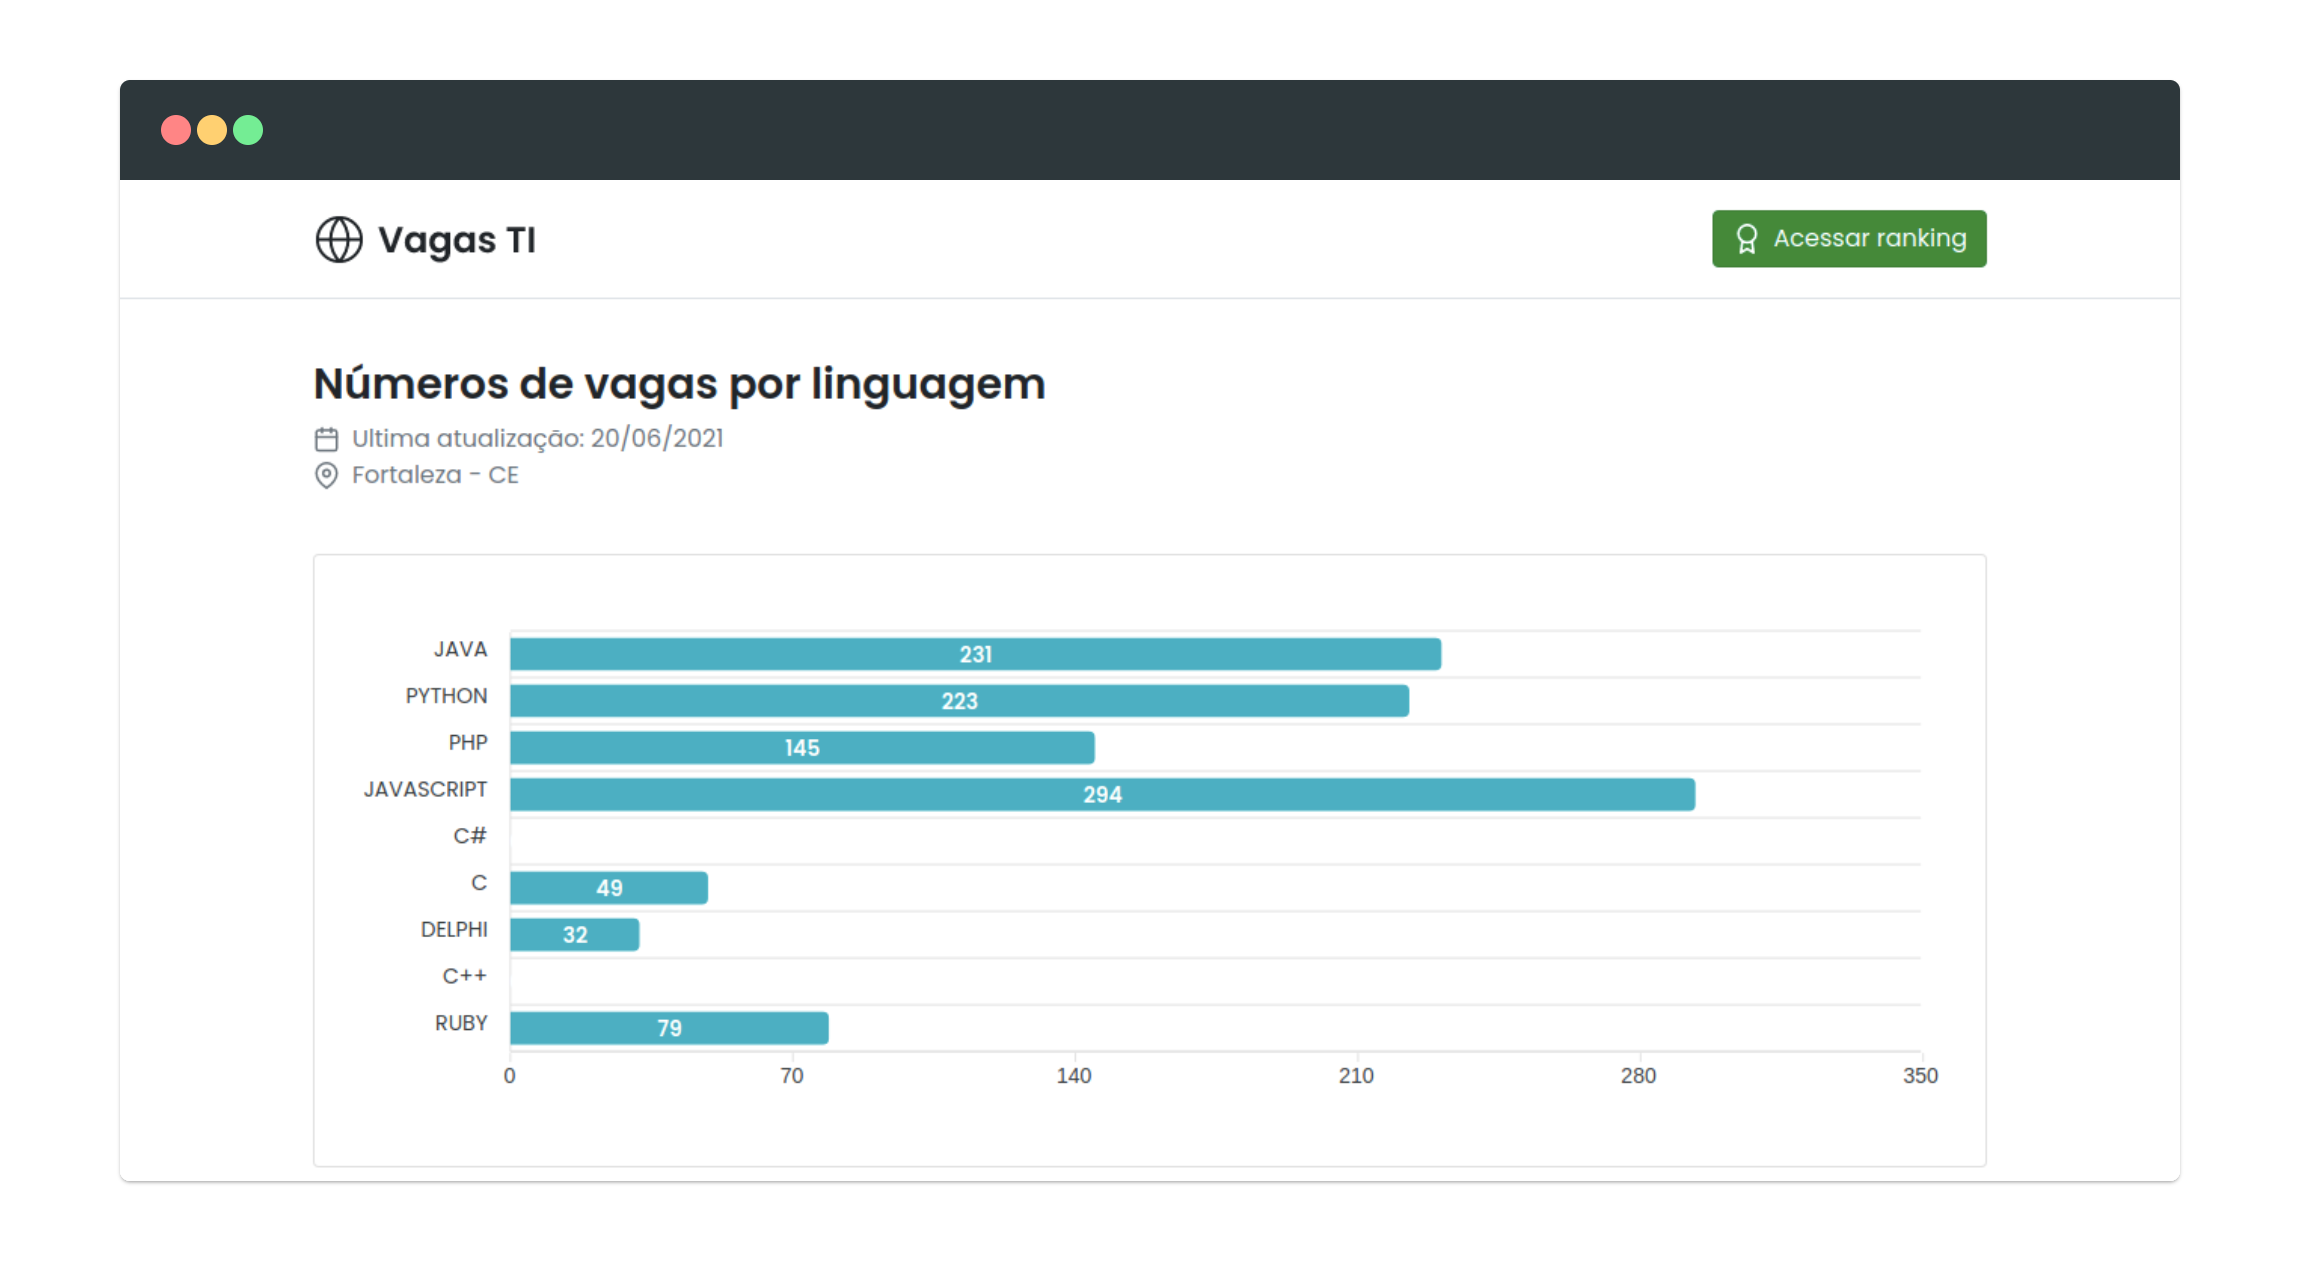 Vagas TI
Acessar ranking
Números de vagas por linguagem
Ultima atualização: 20/06/2021
Fortaleza - CE
JAVA 231
PYTHON 223
PHP 145
JAVASCRIPT 294
C#
C 49
DELPHI 32
C++
RUBY 79
0 70 140 210 280 350